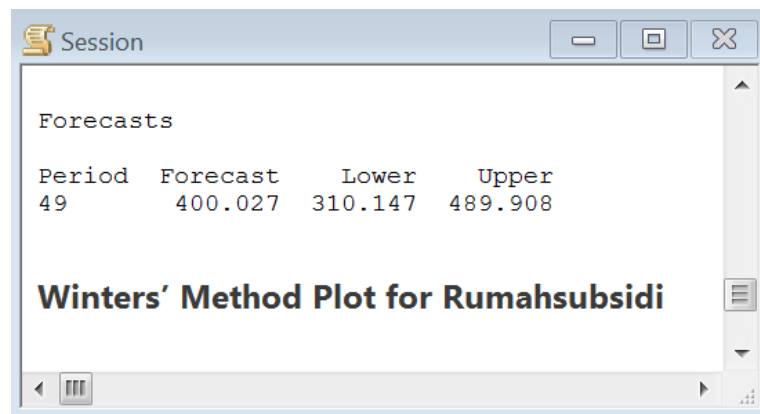 Session
Forecasts
Period Forecast Lower Upper
49 400.027 310.147 489.908
Winters’ Method Plot for Rumahsubsidi